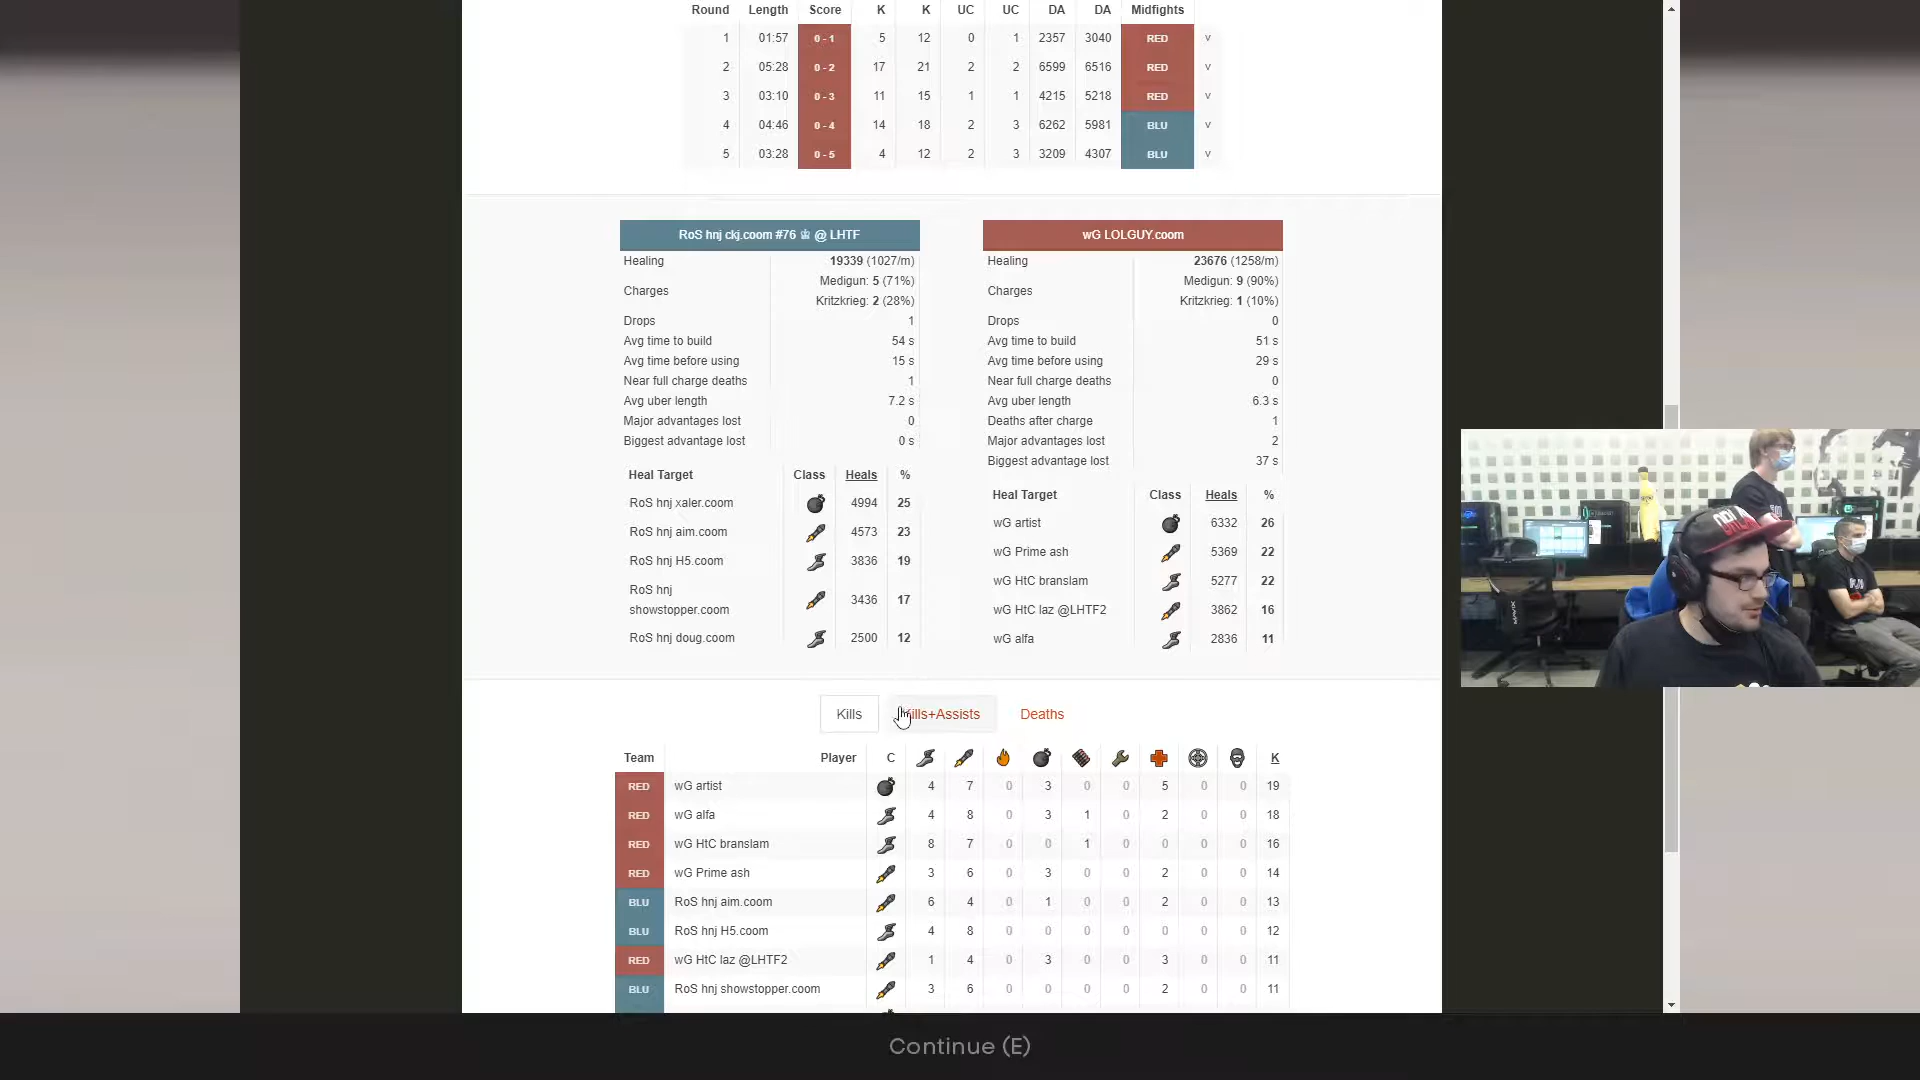 Round Length Score K K UC UC DA DA Midfights
1 01:57 0 - 1 5 12 0 1 2357 3040 RED v
2 05:28 0 - 2 17 21 2 2 6599 6516 RED v
3 03:10 0 - 3 11 15 1 1 4215 5218 RED v
4 04:46 0 - 4 14 18 2 3 6262 5981 BLU v
5 03:28 0 - 5 4 12 2 3 3209 4307 BLU v
RoS hnj ckj.coom #76 ♔ @ LHTF
Healing 19339 (1027/m)
Charges Medigun: 5 (71%)
Kritzkrieg: 2 (28%)
Drops 1
Avg time to build 54 s
Avg time before using 15 s
Near full charge deaths 1
Avg uber length 7.2 s
Major advantages lost 0
Biggest advantage lost 0 s
Heal Target Class Heals %
RoS hnj xaler.coom 4994 25
RoS hnj aim.coom 4573 23
RoS hnj H5.coom 3836 19
RoS hnj
showstopper.coom 3436 17
RoS hnj doug.coom 2500 12
wG LOLGUY.coom
Healing 23676 (1258/m)
Charges Medigun: 9 (90%)
Kritzkrieg: 1 (10%)
Drops 0
Avg time to build 51 s
Avg time before using 29 s
Near full charge deaths 0
Avg uber length 6.3 s
Deaths after charge 1
Major advantages lost 2
Biggest advantage lost 37 s
Heal Target Class Heals %
wG artist 6332 26
wG Prime ash 5369 22
wG HtC branslam 5277 22
wG HtC laz @LHTF2 3862 16
wG alfa 2836 11
Kills Kills+Assists Deaths
Team Player C K
RED wG artist 4 7 0 3 0 0 5 0 0 19
RED wG alfa 4 8 0 3 1 0 2 0 0 18
RED wG HtC branslam 8 7 0 0 1 0 0 0 0 16
RED wG Prime ash 3 6 0 3 0 0 2 0 0 14
BLU RoS hnj aim.coom 6 4 0 1 0 0 2 0 0 13
BLU RoS hnj H5.coom 4 8 0 0 0 0 0 0 0 12
RED wG HtC laz @LHTF2 1 4 0 3 0 0 3 0 0 11
BLU RoS hnj showstopper.coom 3 6 0 0 0 0 2 0 0 11
Continue (E)